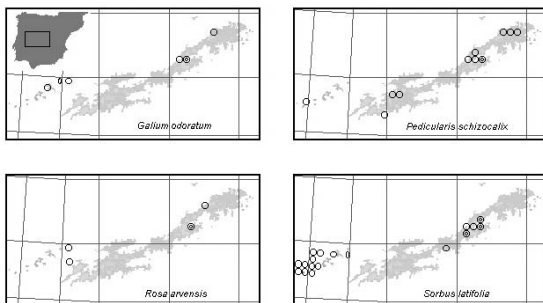 Galium odoratum
Pedicularis schizocalix
Rosa arvensis
Sorbus latifolia